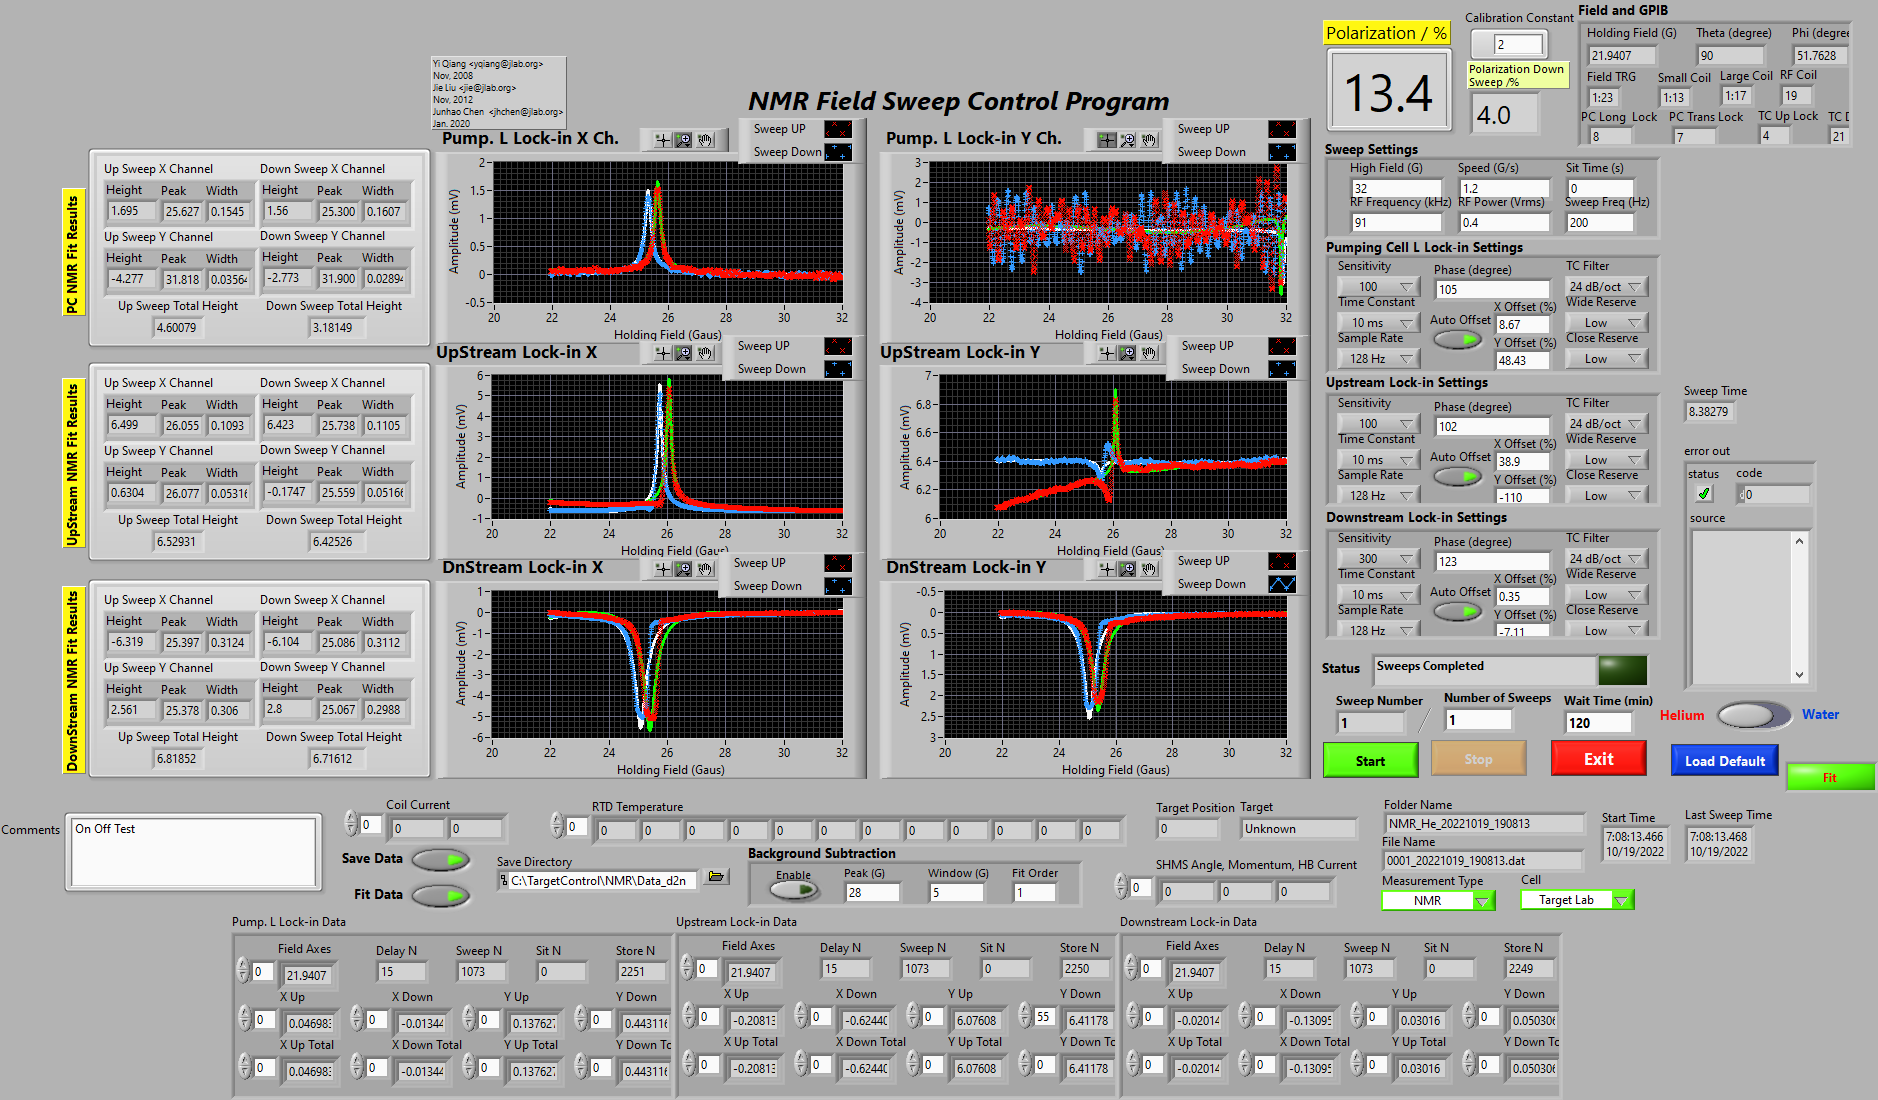 Yi Qiang <yqiang@jlab.org>
Nov, 2008
Jie Liu <jie@jlab.org>
Nov, 2012
Junhao Chen <jhchen@jlab.org>
Jan. 2020
NMR Field Sweep Control Program
Polarization / %
13.4
Calibration Constant
2
Polarization Down
Sweep /%
4.0
Field and GPIB
Holding Field (G) Theta (degree) Phi (degree
21.9407 90 51.7628
Field TRG Small Coil Large Coil RF Coil
1:23 1:13 1:17 19
PC Long Lock PC Trans Lock TC Up Lock TC D
8 7 4 21
PC NMR Fit Results
Up Sweep X Channel Down Sweep X Channel
Height Peak Width Height Peak Width
1.695 25.627 0.1545 1.56 25.300 0.1607
Up Sweep Y Channel Down Sweep Y Channel
Height Peak Width Height Peak Width
-4.277 31.818 0.03564 -2.773 31.900 0.02894
Up Sweep Total Height Down Sweep Total Height
4.60079 3.18149
UpStream NMR Fit Results
Up Sweep X Channel Down Sweep X Channel
Height Peak Width Height Peak Width
6.499 26.055 0.1093 6.423 25.738 0.1105
Up Sweep Y Channel Down Sweep Y Channel
Height Peak Width Height Peak Width
0.6304 26.077 0.05316 -0.1747 25.559 0.05166
Up Sweep Total Height Down Sweep Total Height
6.52931 6.42526
DownStream NMR Fit Results
Up Sweep X Channel Down Sweep X Channel
Height Peak Width Height Peak Width
-6.319 25.397 0.3124 -6.104 25.086 0.3112
Up Sweep Y Channel Down Sweep Y Channel
Height Peak Width Height Peak Width
2.561 25.378 0.306 2.8 25.067 0.2988
Up Sweep Total Height Down Sweep Total Height
6.81852 6.71612
Pump. L Lock-in X Ch.
Sweep UP
Sweep Down
Amplitude (mV)
2
1.5
1
0.5
0
-0.5
20 22 24 26 28 30 32
Holding Field (Gaus)
Pump. L Lock-in Y Ch.
Sweep UP
Sweep Down
Amplitude (mV)
3
2
1
0
-1
-2
-3
-4
20 22 24 26 28 30 32
Holding Field (Gaus)
UpStream Lock-in X
Sweep UP
Sweep Down
Amplitude (mV)
6
5
4
3
2
1
0
-1
20 22 24 26 28 30 32
Holding Field (Gaus)
UpStream Lock-in Y
Sweep UP
Sweep Down
Amplitude (mV)
7
6.8
6.6
6.4
6.2
6
20 22 24 26 28 30 32
Holding Field (Gaus)
DnStream Lock-in X
Sweep UP
Sweep Down
Amplitude (mV)
1
0
-1
-2
-3
-4
-5
-6
20 22 24 26 28 30 32
Holding Field (Gaus)
DnStream Lock-in Y
Sweep UP
Sweep Down
Amplitude (mV)
-0.5
0
0.5
1
1.5
2
2.5
3
20 22 24 26 28 30 32
Holding Field (Gaus)
Sweep Settings
High Field (G) Speed (G/s) Sit Time (s)
32 1.2 0
RF Frequency (kHz) RF Power (Vrms) Sweep Freq (Hz)
91 0.4 200
Pumping Cell L Lock-in Settings
Sensitivity Phase (degree) TC Filter
100 105 24 dB/oct
Time Constant X Offset (%) Wide Reserve
10 ms Auto Offset 8.67 Low
Sample Rate Y Offset (%) Close Reserve
128 Hz 48.43 Low
Upstream Lock-in Settings
Sensitivity Phase (degree) TC Filter
100 102 24 dB/oct
Time Constant X Offset (%) Wide Reserve
10 ms Auto Offset 38.9 Low
Sample Rate Y Offset (%) Close Reserve
128 Hz -110 Low
Downstream Lock-in Settings
Sensitivity Phase (degree) TC Filter
300 123 24 dB/oct
Time Constant X Offset (%) Wide Reserve
10 ms Auto Offset 0.35 Low
Sample Rate Y Offset (%) Close Reserve
128 Hz -7.11 Low
Sweep Time
8.38279
error out
status code
0
source
Status Sweeps Completed
Sweep Number Number of Sweeps Wait Time (min)
1 1 120
Helium Water
Start Stop Exit Load Default Fit
Comments On Off Test
Coil Current
0 0 0
Save Data
Fit Data
RTD Temperature
0 0 0 0 0 0 0 0 0 0 0 0 0
Save Directory
C:\TargetControl\NMR\Data_d2n
Background Subtraction
Enable Peak (G) Window (G) Fit Order
28 5 1
Target Position Target
0 Unknown
SHMS Angle, Momentum, HB Current
0 0 0 0
Folder Name
NMR_He_20221019_190813
File Name
0001_20221019_190813.dat
Measurement Type Cell
NMR Target Lab
Start Time Last Sweep Time
7:08:13.466 7:08:13.468
10/19/2022 10/19/2022
Pump. L Lock-in Data
Field Axes Delay N Sweep N Sit N Store N
0 21.9407 15 1073 0 2251
X Up X Down Y Up Y Down
0 0.046983 0 -0.01344 0 0.137627 0 0.443116
X Up Total X Down Total Y Up Total Y Down Tc
0 0.046983 0 -0.01344 0 0.137627 0 0.443116
Upstream Lock-in Data
Field Axes Delay N Sweep N Sit N Store N
0 21.9407 15 1073 0 2250
X Up X Down Y Up Y Down
0 -0.20813 0 -0.62440 0 6.07608 55 6.41178
X Up Total X Down Total Y Up Total Y Down Tc
0 -0.20813 0 -0.62440 0 6.07608 0 6.41178
Downstream Lock-in Data
Field Axes Delay N Sweep N Sit N Store N
0 21.9407 15 1073 0 2249
X Up X Down Y Up Y Down
0 -0.02014 0 -0.13095 0 0.03016 0 0.050306
X Up Total X Down Total Y Up Total Y Down Tc
0 -0.02014 0 -0.13095 0 0.03016 0 0.050306